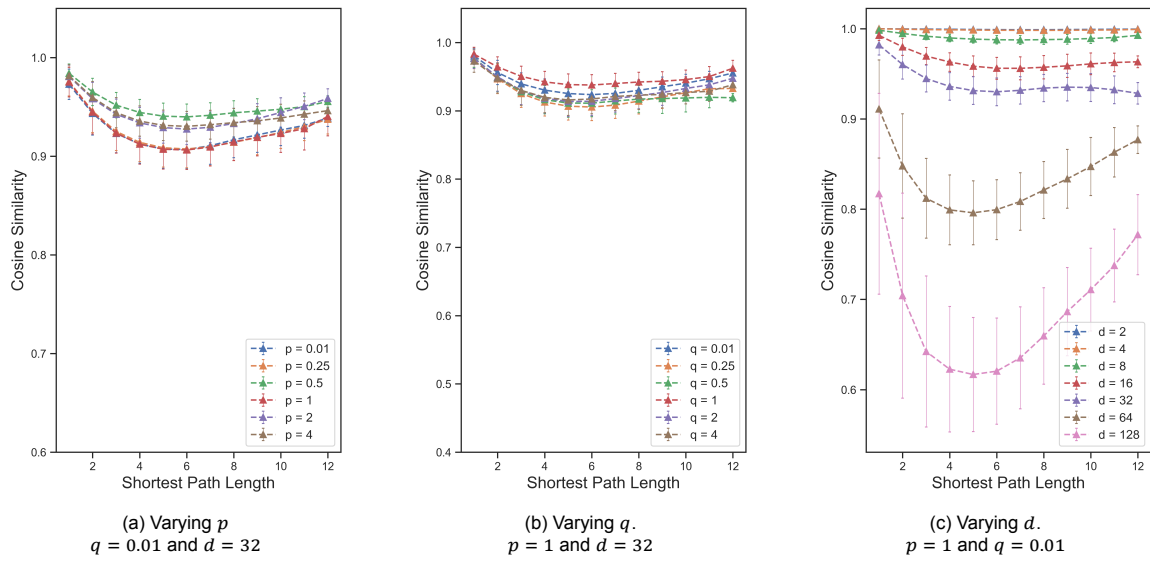 Cosine Similarity
1.0
0.9
0.8
0.7
0.6
2
4
6
8
10
12
Shortest Path Length
p = 0.01
p = 0.25
p = 0.5
p = 1
p = 2
p = 4
(a) Varying p
q = 0.01 and d = 32
Cosine Similarity
1.0
0.9
0.8
0.7
0.6
0.5
0.4
2
4
6
8
10
12
Shortest Path Length
q = 0.01
q = 0.25
q = 0.5
q = 1
q = 2
q = 4
(b) Varying q.
p = 1 and d = 32
Cosine Similarity
1.0
0.9
0.8
0.7
0.6
2
4
6
8
10
12
Shortest Path Length
d = 2
d = 4
d = 8
d = 16
d = 32
d = 64
d = 128
(c) Varying d.
p = 1 and q = 0.01